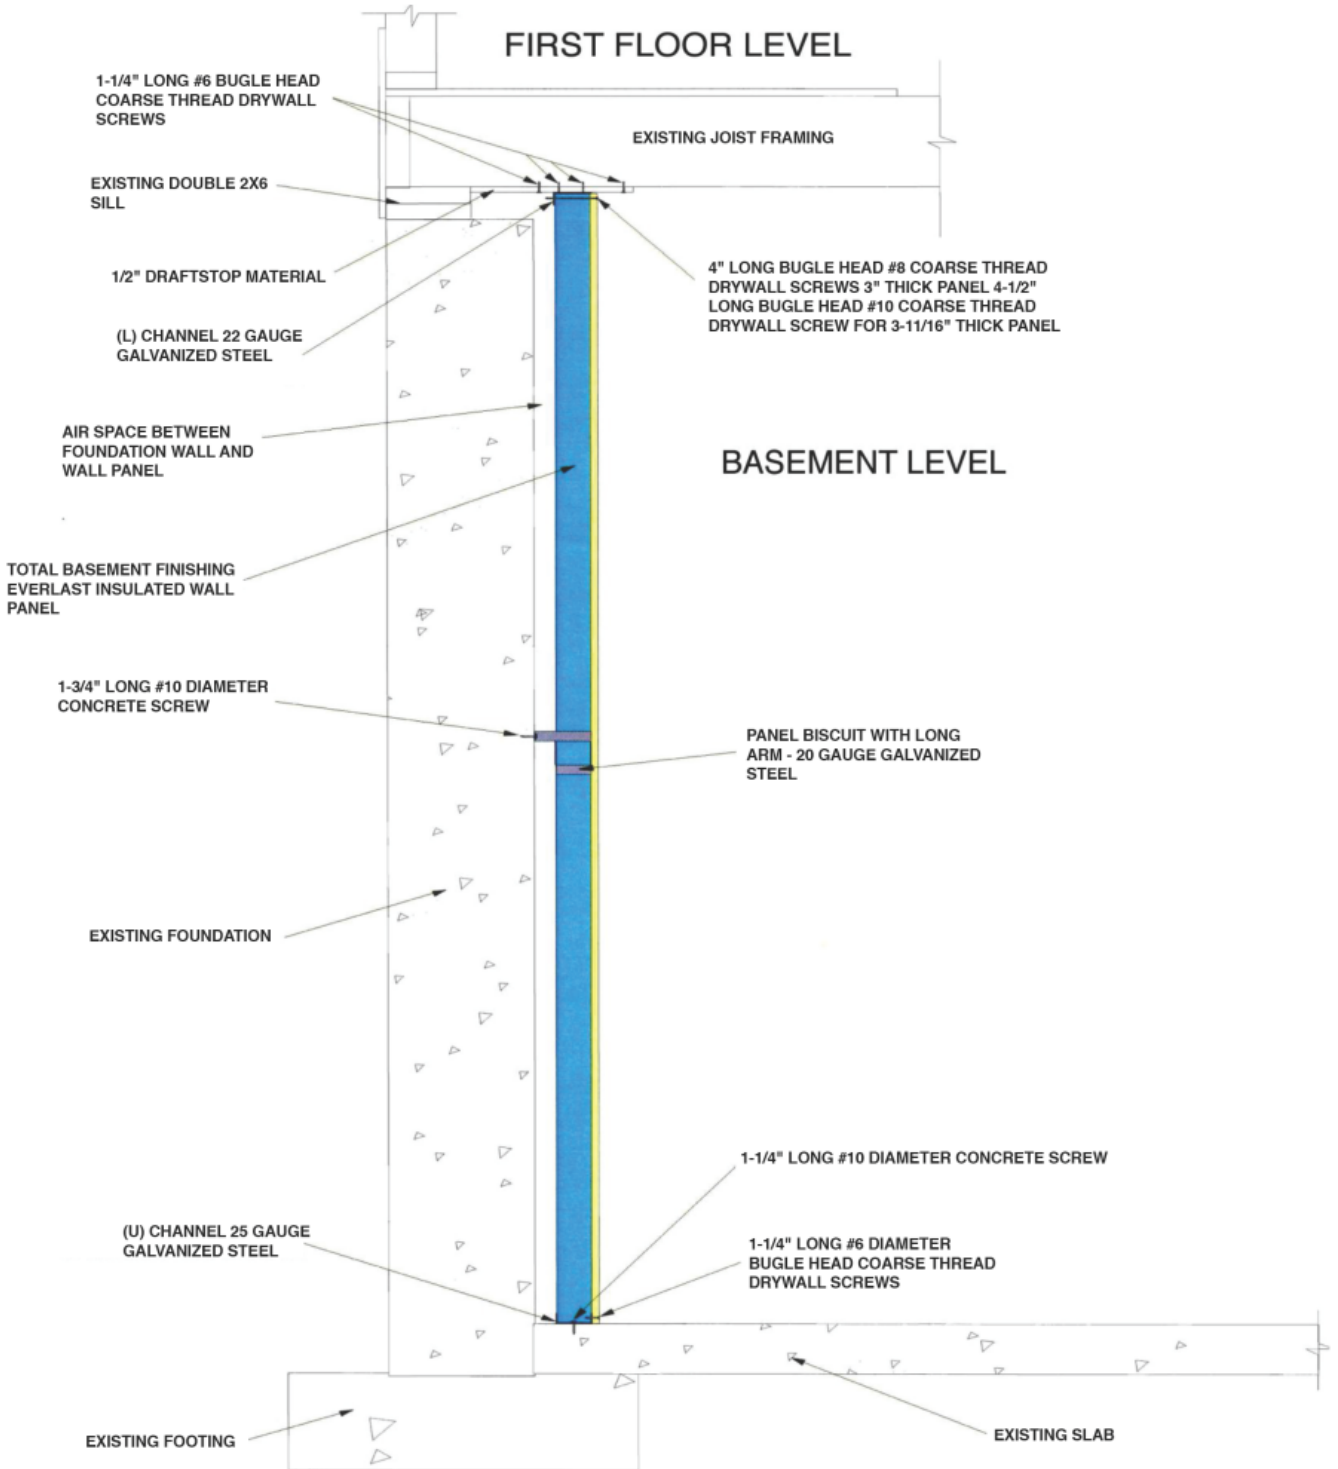 FIRST FLOOR LEVEL
1-1/4" LONG #6 BUGLE HEAD
COARSE THREAD DRYWALL
SCREWS
EXISTING JOIST FRAMING
EXISTING DOUBLE 2X6
SILL
1/2" DRAFTSTOP MATERIAL
4" LONG BUGLE HEAD #8 COARSE THREAD
DRYWALL SCREWS 3" THICK PANEL 4-1/2"
LONG BUGLE HEAD #10 COARSE THREAD
DRYWALL SCREW FOR 3-11/16" THICK PANEL
(L) CHANNEL 22 GAUGE
GALVANIZED STEEL
AIR SPACE BETWEEN
FOUNDATION WALL AND
WALL PANEL
BASEMENT LEVEL
TOTAL BASEMENT FINISHING
EVERLAST INSULATED WALL
PANEL
1-3/4" LONG #10 DIAMETER
CONCRETE SCREW
PANEL BISCUIT WITH LONG
ARM - 20 GAUGE GALVANIZED
STEEL
EXISTING FOUNDATION
1-1/4" LONG #10 DIAMETER CONCRETE SCREW
(U) CHANNEL 25 GAUGE
GALVANIZED STEEL
1-1/4" LONG #6 DIAMETER
BUGLE HEAD COARSE THREAD
DRYWALL SCREWS
EXISTING FOOTING
EXISTING SLAB